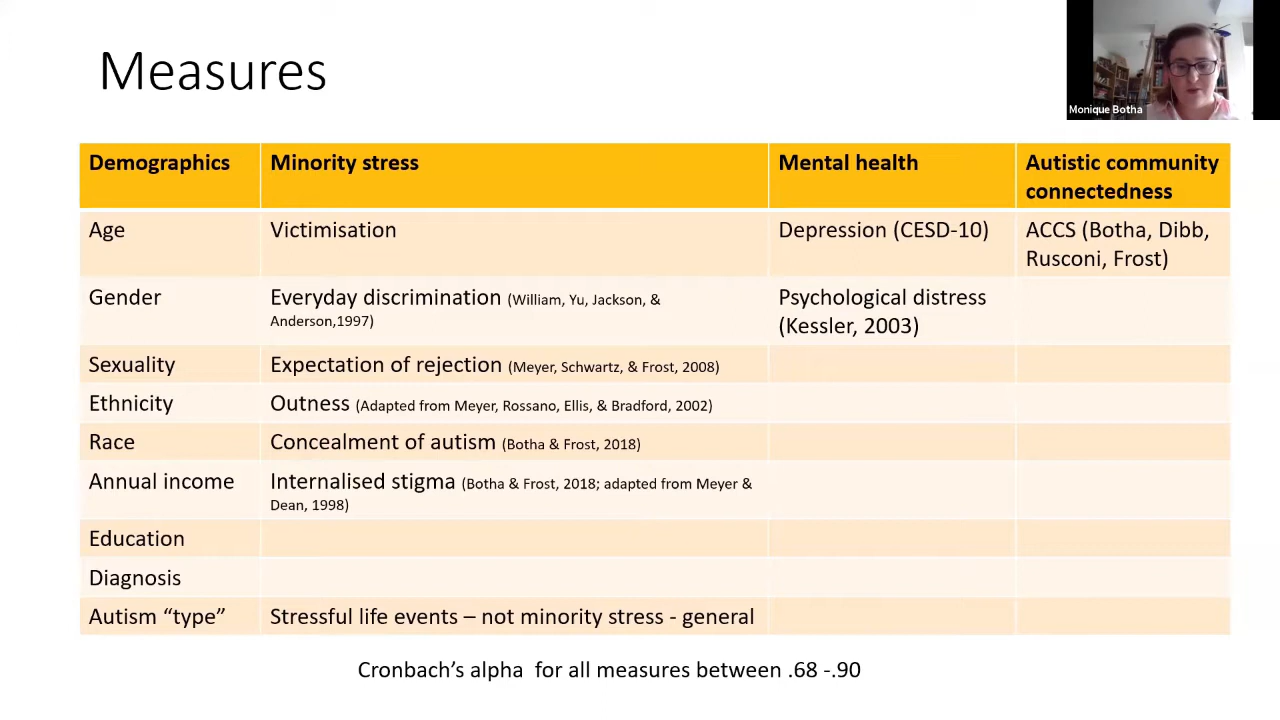 Measures
Monique Botha
Demographics
Minority stress
Mental health
Autistic community
connectedness
Age
Victimisation
Depression (CESD-10)
ACCS (Botha, Dibb,
Rusconi, Frost)
Gender
Everyday discrimination (William, Yu, Jackson, &
Anderson,1997)
Psychological distress
(Kessler, 2003)
Sexuality
Expectation of rejection (Meyer, Schwartz, & Frost, 2008)
Ethnicity
Outness (Adapted from Meyer, Rossano, Ellis, & Bradford, 2002)
Race
Concealment of autism (Botha & Frost, 2018)
Annual income
Internalised stigma (Botha & Frost, 2018; adapted from Meyer &
Dean, 1998)
Education
Diagnosis
Autism “type”
Stressful life events – not minority stress - general
Cronbach’s alpha  for all measures between .68 -.90